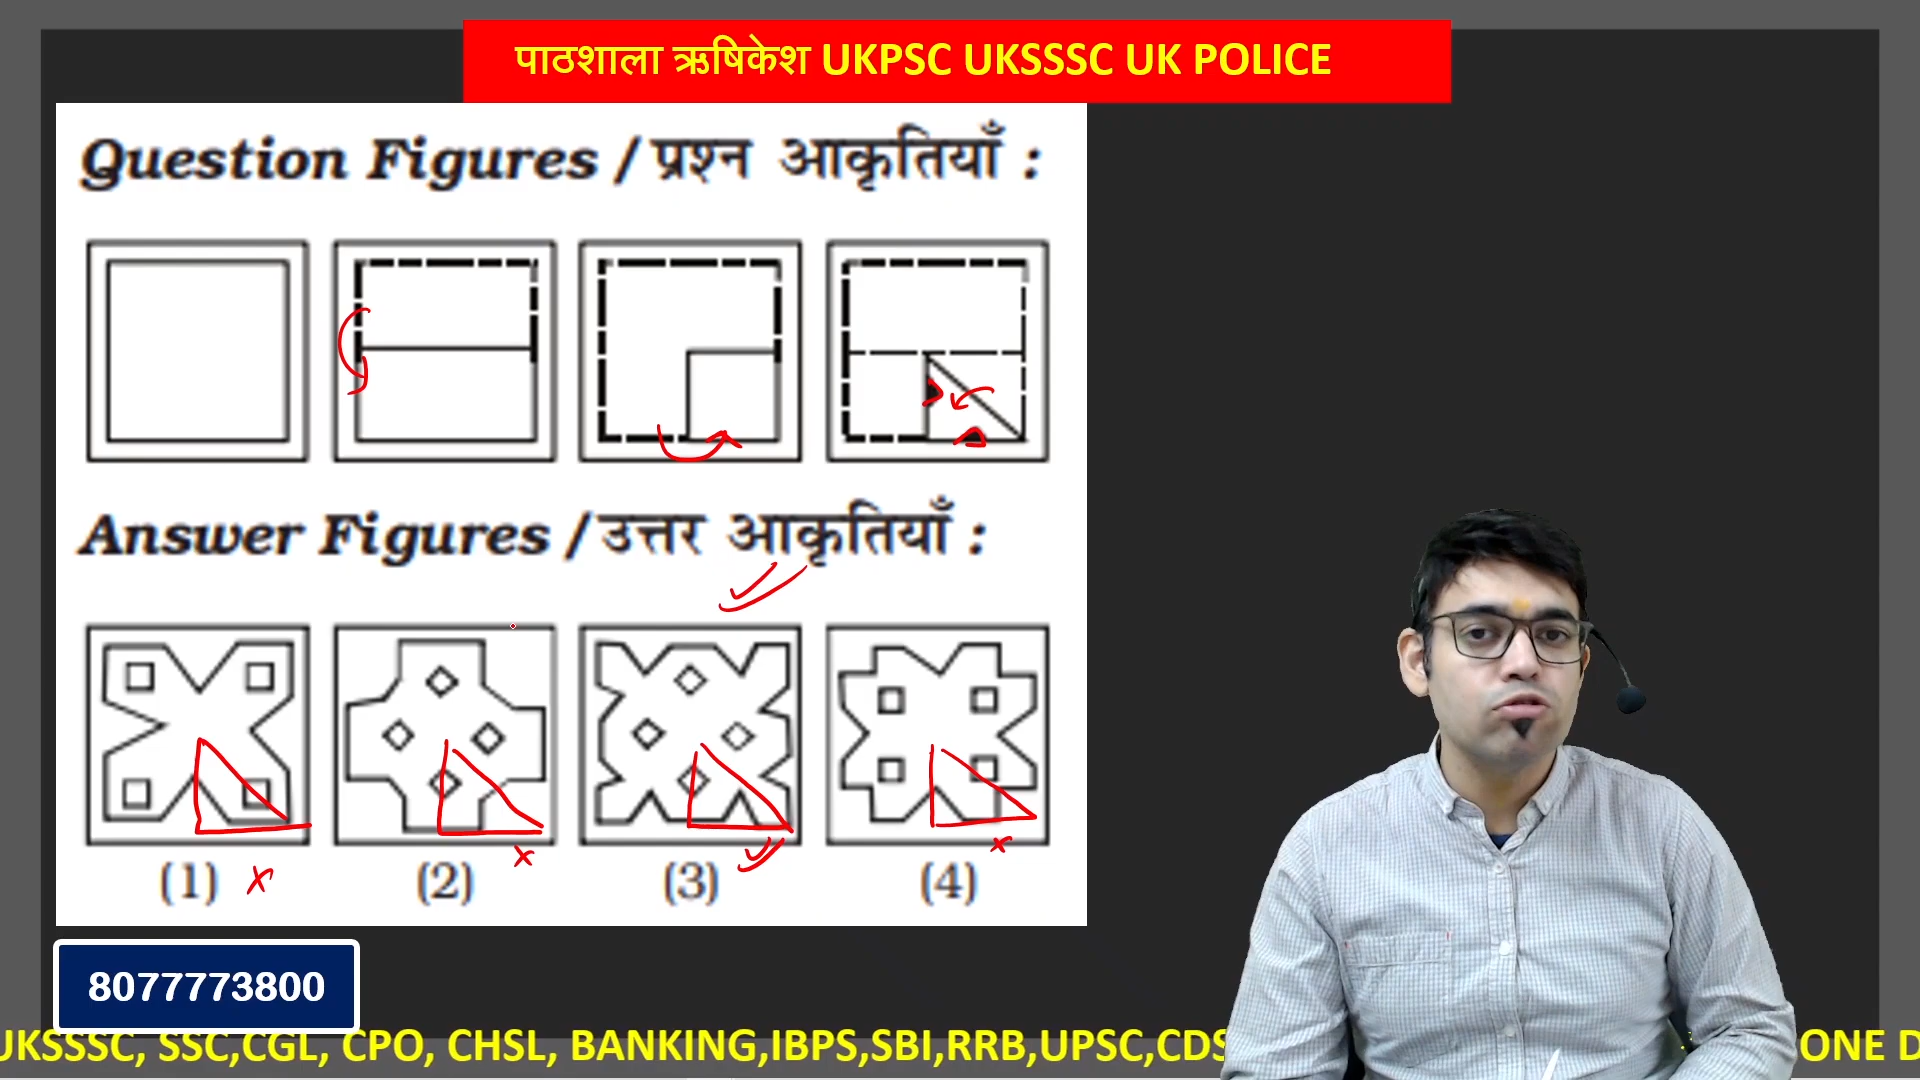 पाठशाला ऋषिकेश UKPSC UKSSSC UK POLICE
Question Figures / प्रश्न आकृतियाँ :
Answer Figures / उत्तर आकृतियाँ :
(1) (2) (3) (4)
8077773800
UKSSSC, SSC,CGL, CPO, CHSL, BANKING,IBPS,SBI,RRB,UPSC,CDS ONE